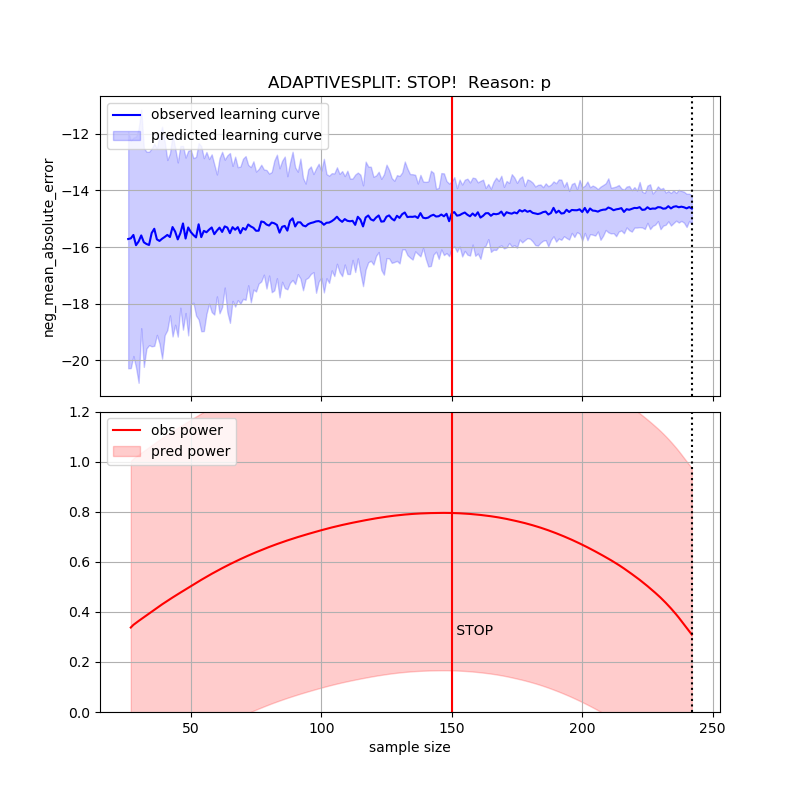 ADAPTIVESPLIT: STOP!  Reason: p
observed learning curve
predicted learning curve
neg_mean_absolute_error
−12
−14
−16
−18
−20
obs power
pred power
1.2
1.0
0.8
0.6
0.4
0.2
0.0
STOP
50
100
150
200
250
sample size